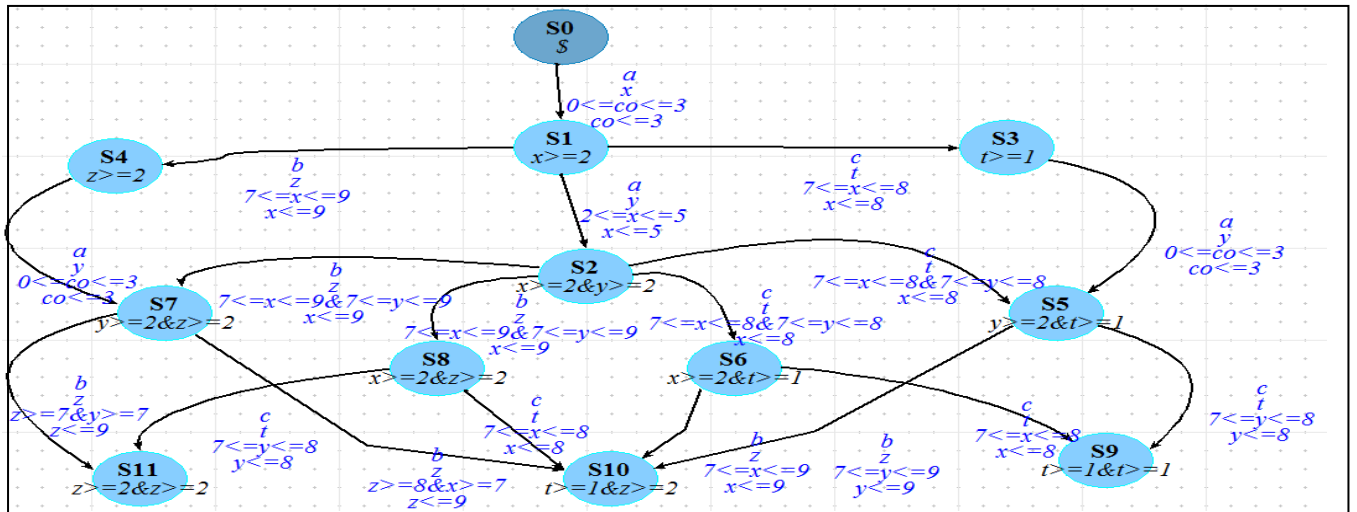 S0
$
a
x
0<=co<=3
co<=3
S1
x>=2
S3
t>=1
S4
z>=2
b
z
7<=x<=9
x<=9
a
y
2<=x<=5
x<=5
c
t
7<=x<=8
x<=8
a
y
0<=co<=3
co<=3
a
y
0<=co<=3
co<=3
S2
x>=2&y>=2
b
z
7<=x<=9&7<=y<=9
x<=9
b
z
7<=x<=9&7<=y<=9
x<=9
c
t
7<=x<=8&7<=y<=8
x<=8
c
t
7<=x<=8&7<=y<=8
x<=8
S7
y>=2&z>=2
S5
y>=2&t>=1
S8
x>=2&z>=2
S6
x>=2&t>=1
b
z
z>=7&y>=7
z<=9
c
t
7<=y<=8
y<=8
c
t
7<=x<=8
x<=8
b
z
7<=x<=9
x<=9
b
z
7<=y<=9
y<=9
c
t
7<=x<=8
x<=8
c
t
7<=y<=8
y<=8
b
z
z>=8&x>=7
z<=9
S11
z>=2&z>=2
S10
t>=1&z>=2
S9
t>=1&t>=1